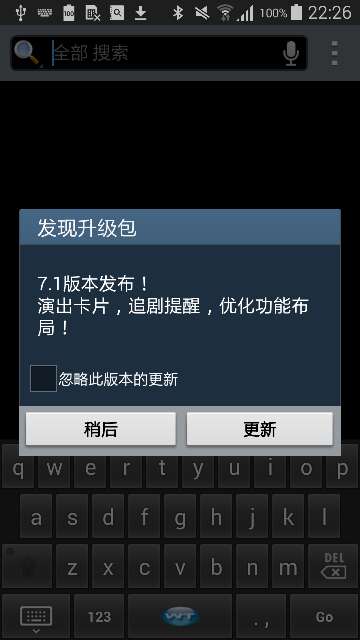 100% 22:26
全部 搜索
发现升级包
7.1版本发布！
演出卡片，追剧提醒，优化功能布
局！
忽略此版本的更新
稍后 更新
q w e r t y u i o p
a s d f g h j k l
z x c v b n m DEL
123 WT . , Go